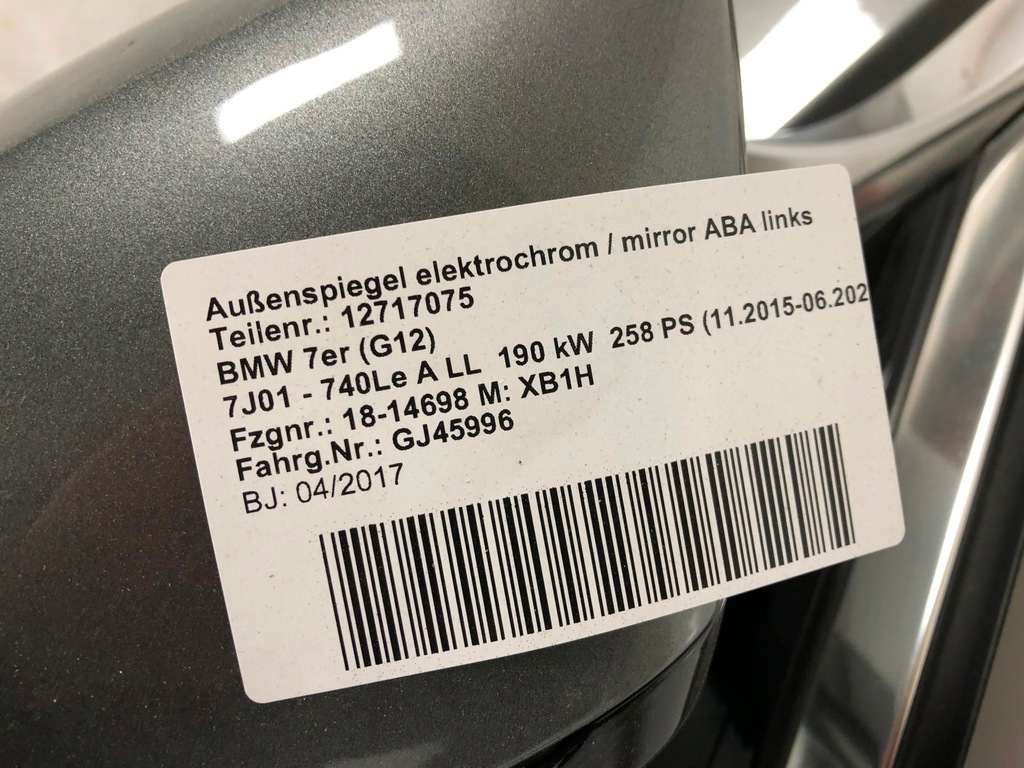 Außenspiegel elektrochrom / mirror ABA links
Teilenr.: 12717075
BMW 7er (G12)
7J01 - 740Le A LL 190 kW 258 PS (11.2015-06.202
Fzgnr.: 18-14698 M: XB1H
Fahrg.Nr.: GJ45996
BJ: 04/2017